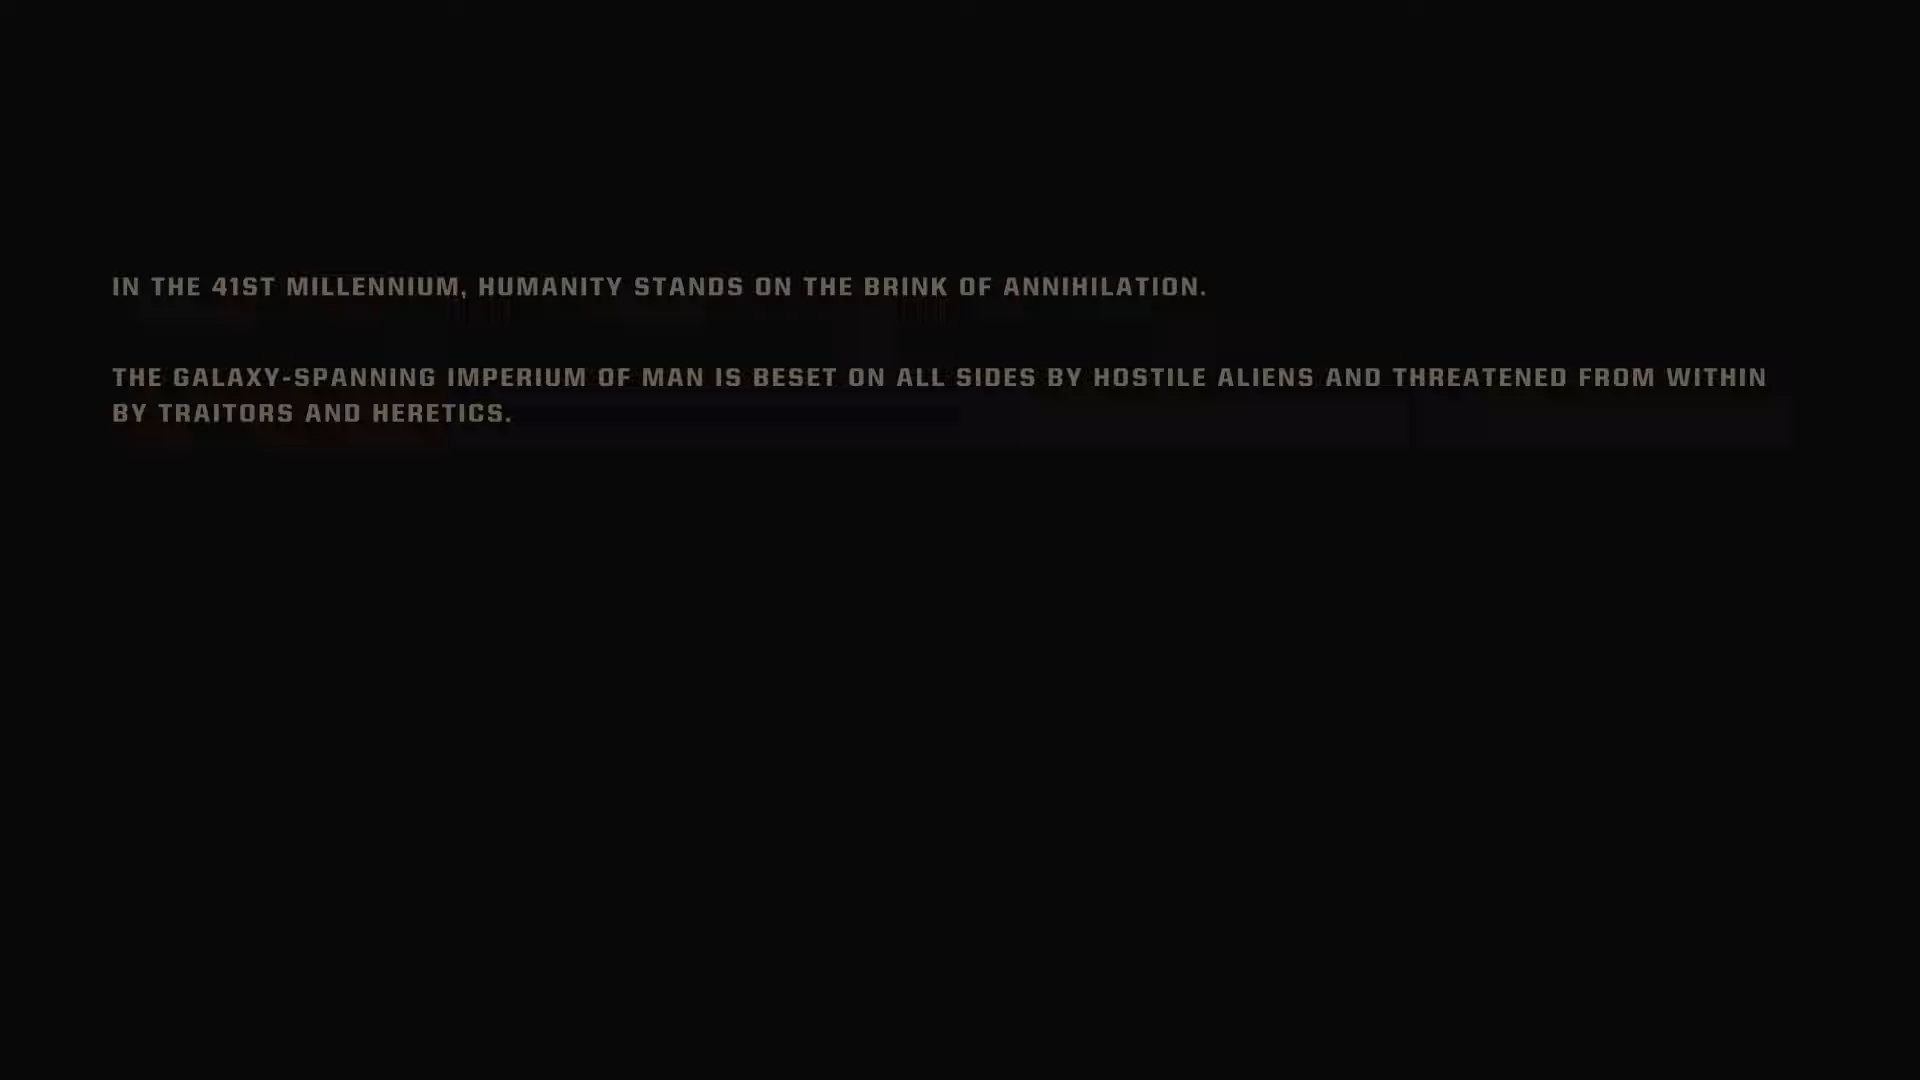 IN THE 41ST MILLENNIUM, HUMANITY STANDS ON THE BRINK OF ANNIHILATION.
THE GALAXY-SPANNING IMPERIUM OF MAN IS BESET ON ALL SIDES BY HOSTILE ALIENS AND THREATENED FROM WITHIN
BY TRAITORS AND HERETICS.